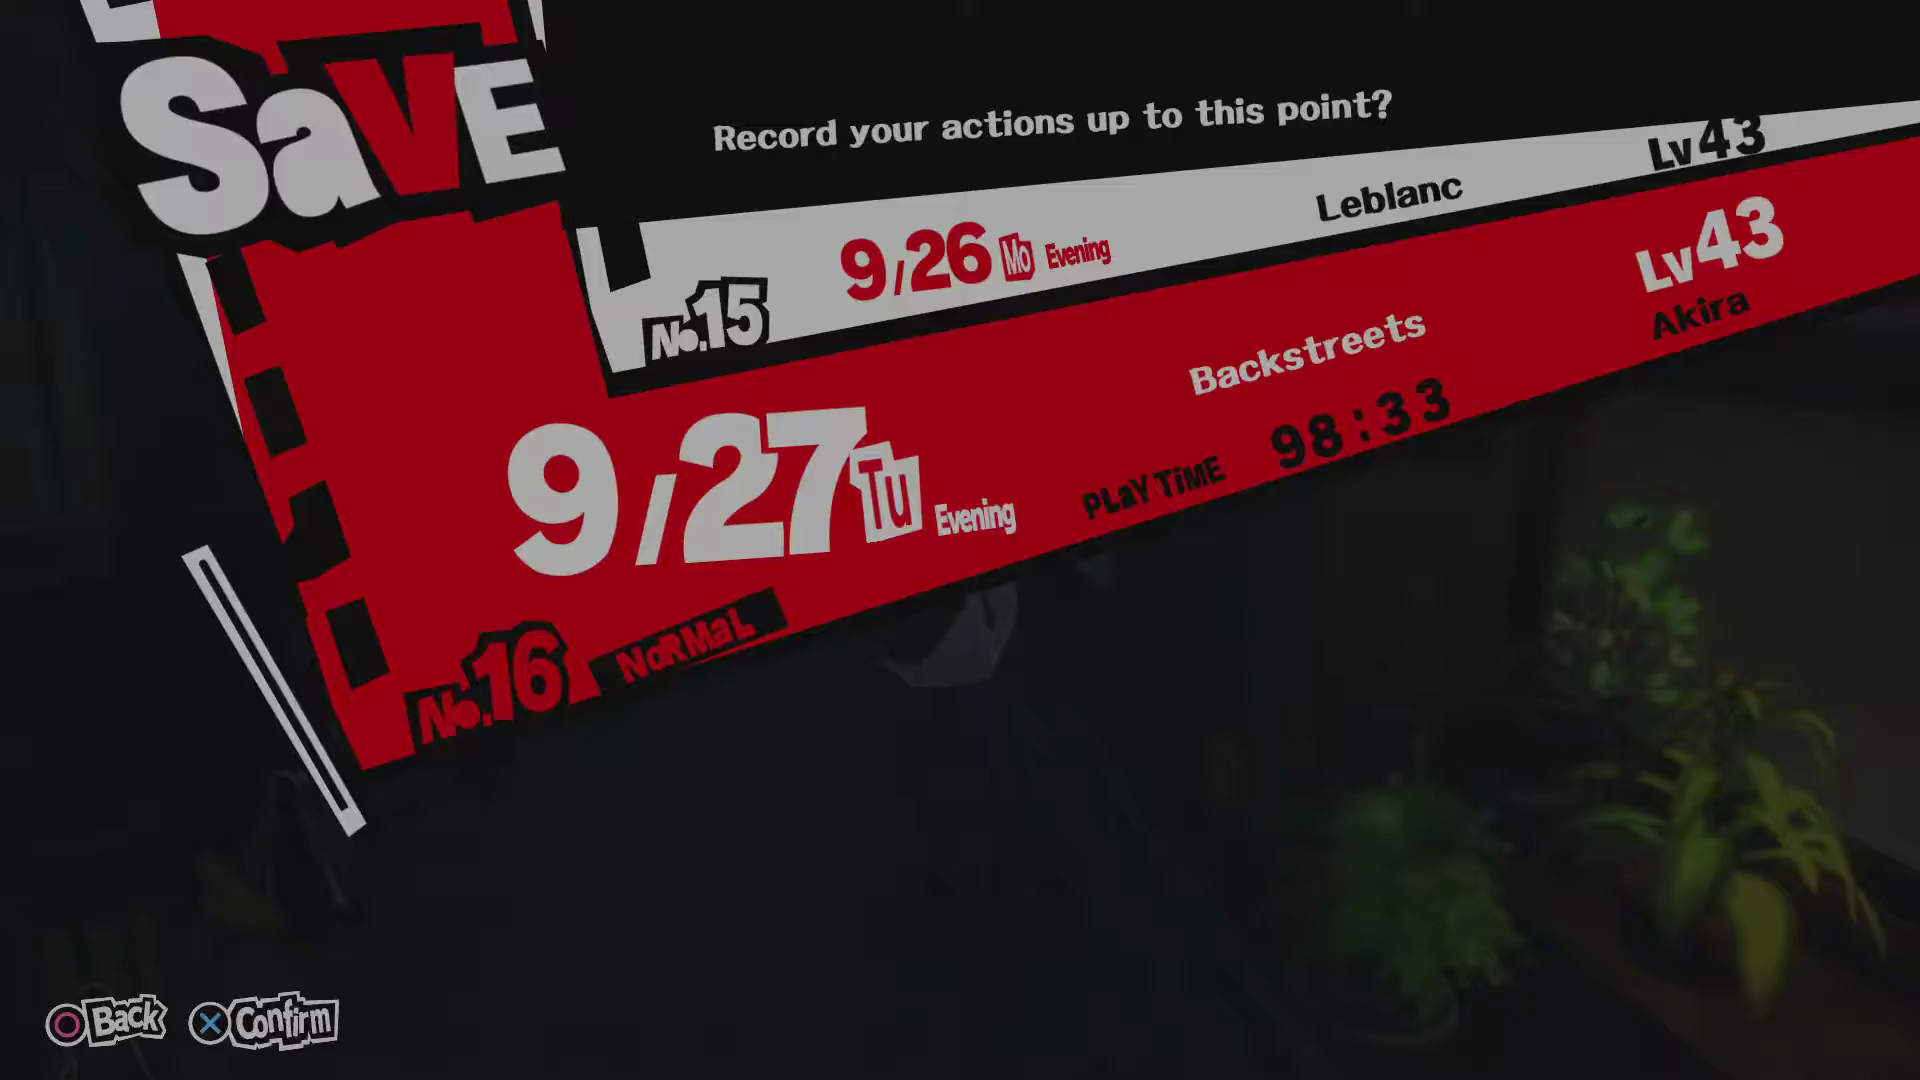 SaVE
Record your actions up to this point?
No.15 9/26 Mo Evening Leblanc Lv43
9/27 Tu Evening Backstreets Lv43
Akira
PLaY TiME 98:33
No.16 NoRMaL
Back Confirm